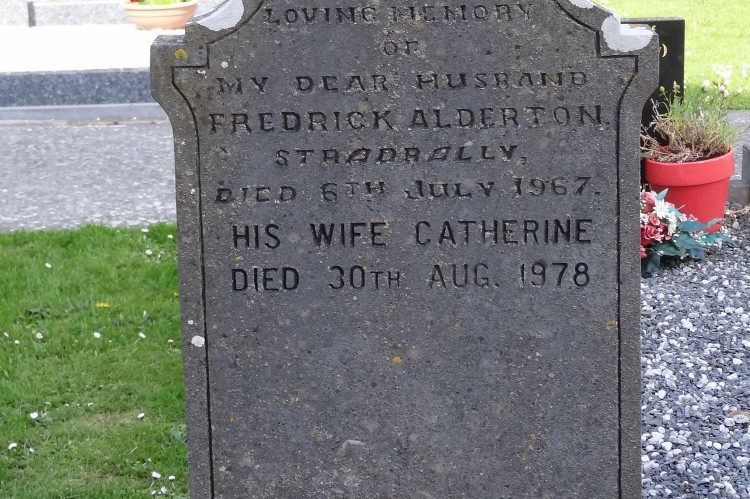 LOVING MEMORY
OF
MY DEAR HUSBAND
FREDRICK ALDERTON.
STRADBALLY,
DIED 6TH JULY 1967.
HIS WIFE CATHERINE
DIED 30TH AUG. 1978